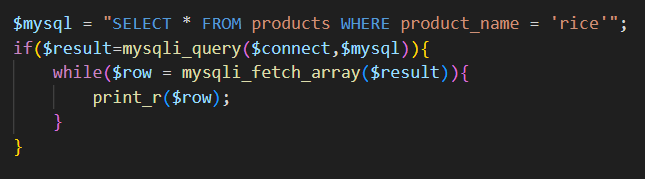 $mysql = "SELECT * FROM products WHERE product_name = 'rice'";
if($result=mysqli_query($connect,$mysql)){
    while($row = mysqli_fetch_array($result)){
        print_r($row);
    }
}